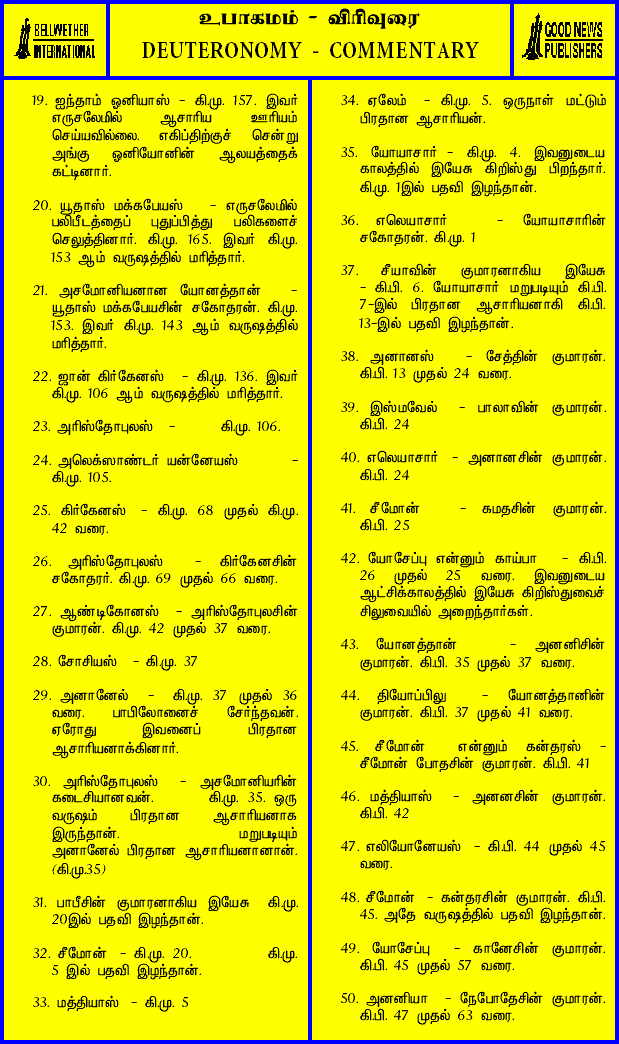 BELLWETHER
INTERNATIONAL
உபாகமம் - விரிவுரை
DEUTERONOMY - COMMENTARY
GOOD NEWS
PUBLISHERS
19. ஐந்தாம் ஓனியாஸ் - கி.மு. 157. இவர்
எருசலேமில் ஆசாரிய ஊரியம்
செய்யவில்லை. எகிப்திற்குச் சென்று
அங்கு ஓனியோனின் ஆலயத்தைக்
கட்டினார்.
20. யூதாஸ் மக்கபேயஸ் - எருசலேமில்
பலிபீடத்தைப் புதுப்பித்து பலிகளைச்
செலுத்தினார். கி.மு. 165. இவர் கி.மு.
153 ஆம் வருஷத்தில் மரித்தார்.
21. அசமோனியனான யோனத்தான் -
யூதாஸ் மக்கபேயசின் சகோதரன். கி.மு.
153. இவர் கி.மு. 143 ஆம் வருஷத்தில்
மரித்தார்.
22. ஜான் கிர்கேனஸ் - கி.மு. 136. இவர்
கி.மு. 106 ஆம் வருஷத்தில் மரித்தார்.
23. அரிஸ்தோபுலஸ் - கி.மு. 106.
24. அலெக்ஸாண்டர் யன்னேயஸ் -
கி.மு. 105.
25. கிர்கேனஸ் - கி.மு. 68 முதல் கி.மு.
42 வரை.
26. அரிஸ்தோபுலஸ் - கிர்கேனசின்
சகோதரர். கி.மு. 69 முதல் 66 வரை.
27. ஆண்டிகோனஸ் - அரிஸ்தோபுலசின்
குமாரன். கி.மு. 42 முதல் 37 வரை.
28. சோசியஸ் - கி.மு. 37
29. அனானேல் - கி.மு. 37 முதல் 36
வரை. பாபிலோனைச் சேர்ந்தவன்.
ஏரோது இவனைப் பிரதான
ஆசாரியனாக்கினார்.
30. அரிஸ்தோபுலஸ் - அசமோனியரின்
கடைசியானவன். கி.மு. 35. ஒரு
வருஷம் பிரதான ஆசாரியனாக
இருந்தான். மறுபடியும்
அனானேல் பிரதான ஆசாரியனானான்.
(கி.மு.35)
31. பாபீசின் குமாரனாகிய இயேசு கி.மு.
20இல் பதவி இழந்தான்.
32. சீமோன் - கி.மு. 20. கி.மு.
5 இல் பதவி இழந்தான்.
33. மத்தியாஸ் - கி.மு. 5
34. ஏலேம் - கி.மு. 5. ஒருநாள் மட்டும்
பிரதான ஆசாரியன்.
35. யோயாசார் - கி.மு. 4. இவனுடைய
காலத்தில் இயேசு கிறிஸ்து பிறந்தார்.
கி.மு. 1இல் பதவி இழந்தான்.
36. எலெயாசார் - யோயாசாரின்
சகோதரன். கி.மு. 1
37. சீயாவின் குமாரனாகிய இயேசு
- கி.பி. 6. யோயாசார் மறுபடியும் கி.பி.
7-இல் பிரதான ஆசாரியனாகி கி.பி.
13-இல் பதவி இழந்தான்.
38. அனானஸ் - சேத்தின் குமாரன்.
கி.பி. 13 முதல் 24 வரை.
39. இஸ்மவேல் - பாலாவின் குமாரன்.
கி.பி. 24
40. எலெயாசார் - அனானசின் குமாரன்.
கி.பி. 24
41. சீமோன் - கமதசின் குமாரன்.
கி.பி. 25
42. யோசேப்பு என்னும் காய்பா - கி.பி.
26 முதல் 25 வரை. இவனுடைய
ஆட்சிக்காலத்தில் இயேசு கிறிஸ்துவைச்
சிலுவையில் அறைந்தார்கள்.
43. யோனத்தான் - அனனிசின்
குமாரன். கி.பி. 35 முதல் 37 வரை.
44. தியோப்பிலு - யோனத்தானின்
குமாரன். கி.பி. 37 முதல் 41 வரை.
45. சீமோன் என்னும் கன்தரஸ் -
சீமோன் போதசின் குமாரன். கி.பி. 41
46. மத்தியாஸ் - அனனசின் குமாரன்.
கி.பி. 42
47. எலியோனேயஸ் - கி.பி. 44 முதல் 45
வரை.
48. சீமோன் - கன்தரசின் குமாரன். கி.பி.
45. அதே வருஷத்தில் பதவி இழந்தான்.
49. யோசேப்பு - கானேசின் குமாரன்.
கி.பி. 45 முதல் 57 வரை.
50. அனனியா - நேபோதேசின் குமாரன்.
கி.பி. 47 முதல் 63 வரை.